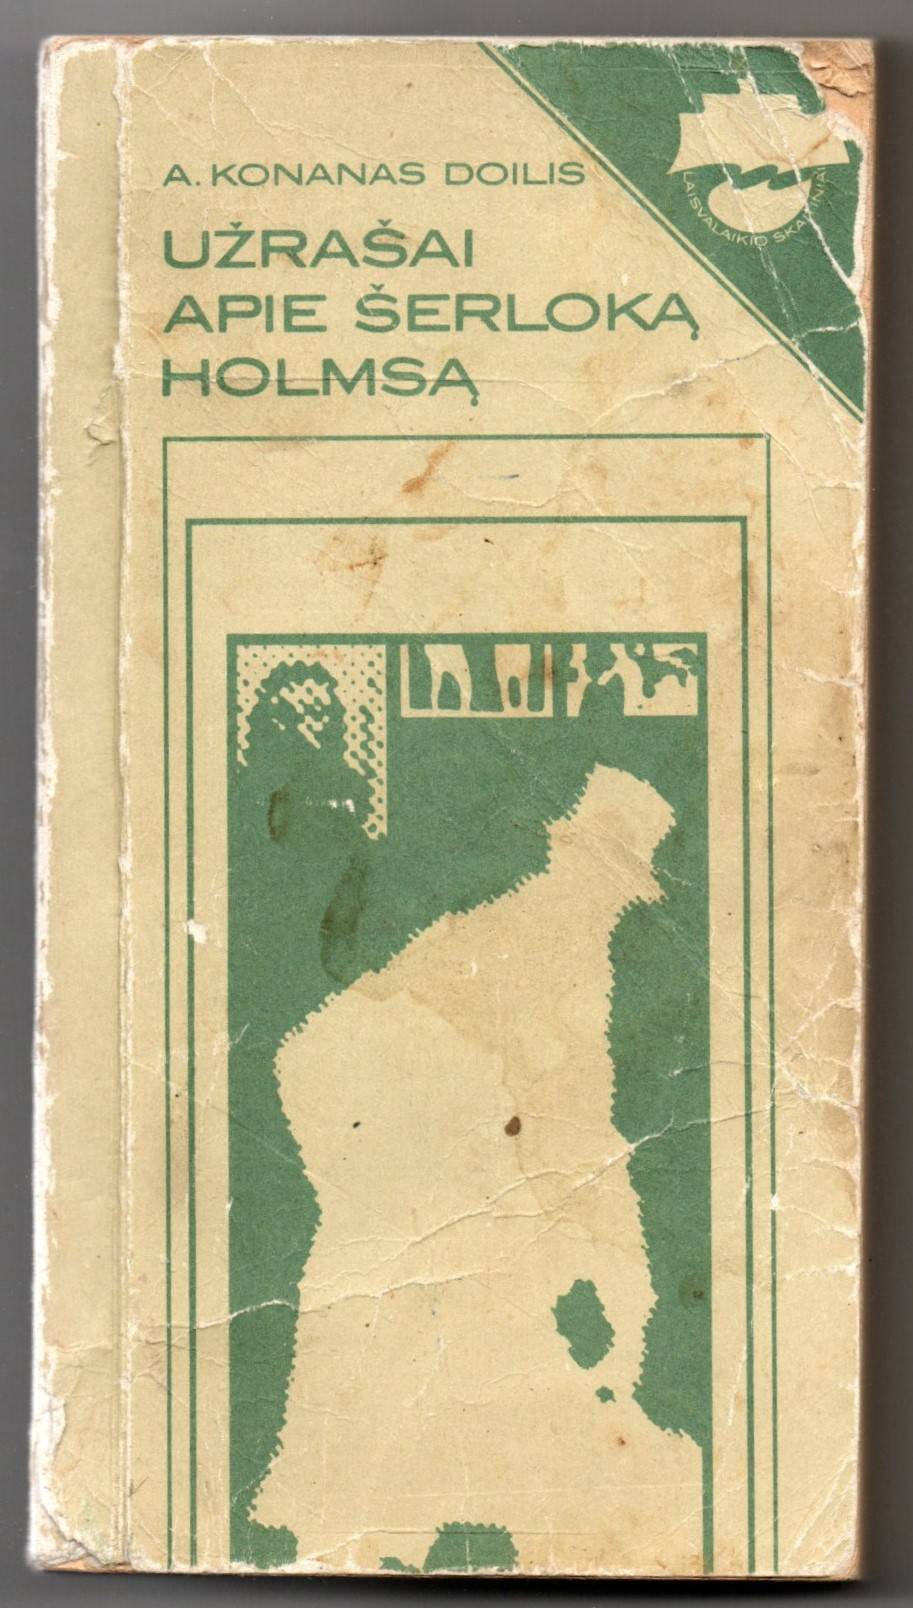 A. KONANAS DOILIS
UŽRAŠAI
APIE ŠERLOKĄ
HOLMSĄ
LAISVALAIKIO SKAITINIAI